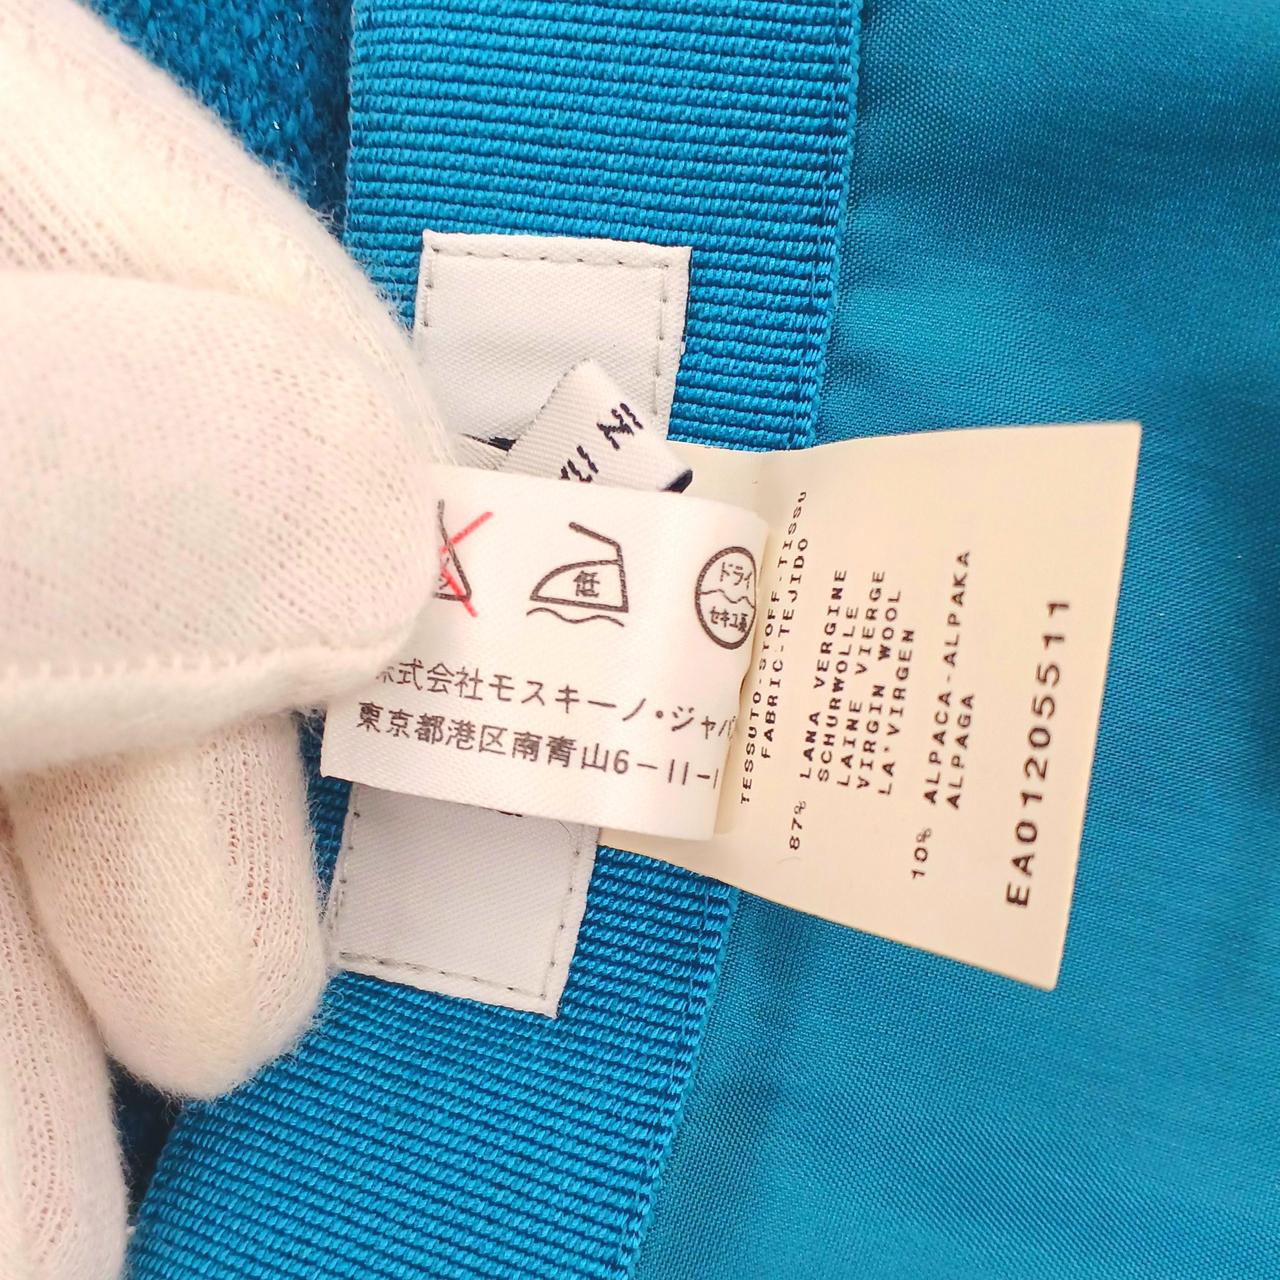 低
ドライ
セキユ系
式会社モスキーノ・ジャパ
東京都港区南青山6-11-1
TESSUTO-STOFF-TISSU
FABRIC-TEJIDO
87% LANA VERGINE
SCHURWOLLE
LAINE VIERGE
VIRGIN WOOL
LA'VIRGEN
10% ALPACA-ALPAKA
ALPAGA
EA01205511